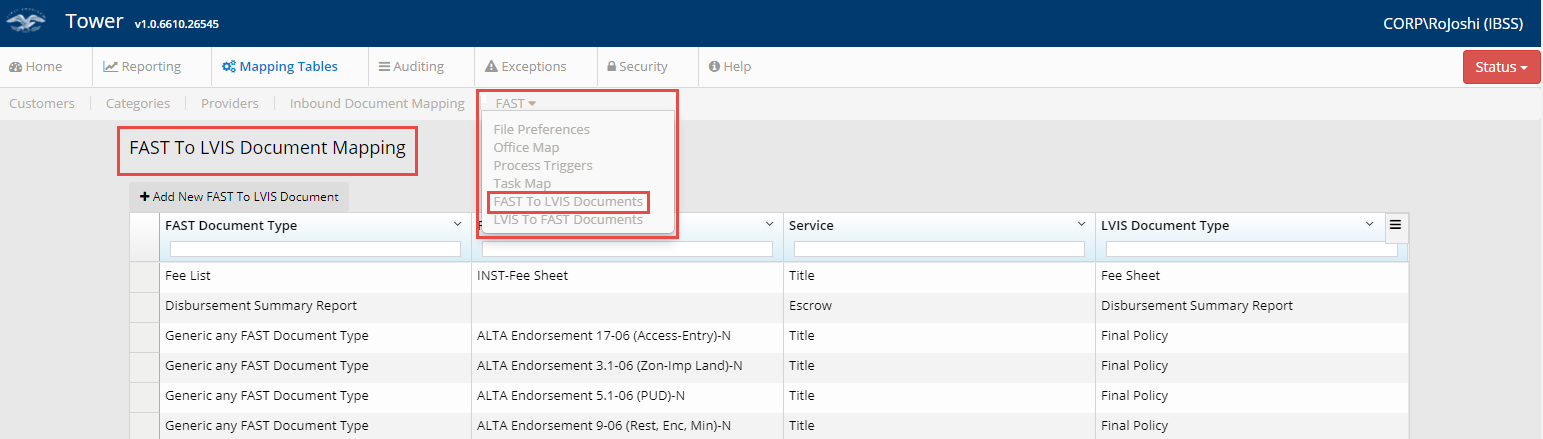 Tower v1.0.6610.26545 CORP\RoJoshi (IBSS)
Home Reporting Mapping Tables Auditing Exceptions Security Help Status
Customers Categories Providers Inbound Document Mapping FAST
File Preferences
Office Map
Process Triggers
Task Map
FAST To LVIS Documents
LVIS To FAST Documents
FAST To LVIS Document Mapping
Add New FAST To LVIS Document
FAST Document Type Service LVIS Document Type
Fee List INST-Fee Sheet Title Fee Sheet
Disbursement Summary Report Escrow Disbursement Summary Report
Generic any FAST Document Type ALTA Endorsement 17-06 (Access-Entry)-N Title Final Policy
Generic any FAST Document Type ALTA Endorsement 3.1-06 (Zon-Imp Land)-N Title Final Policy
Generic any FAST Document Type ALTA Endorsement 5.1-06 (PUD)-N Title Final Policy
Generic any FAST Document Type ALTA Endorsement 9-06 (Rest, Enc, Min)-N Title Final Policy